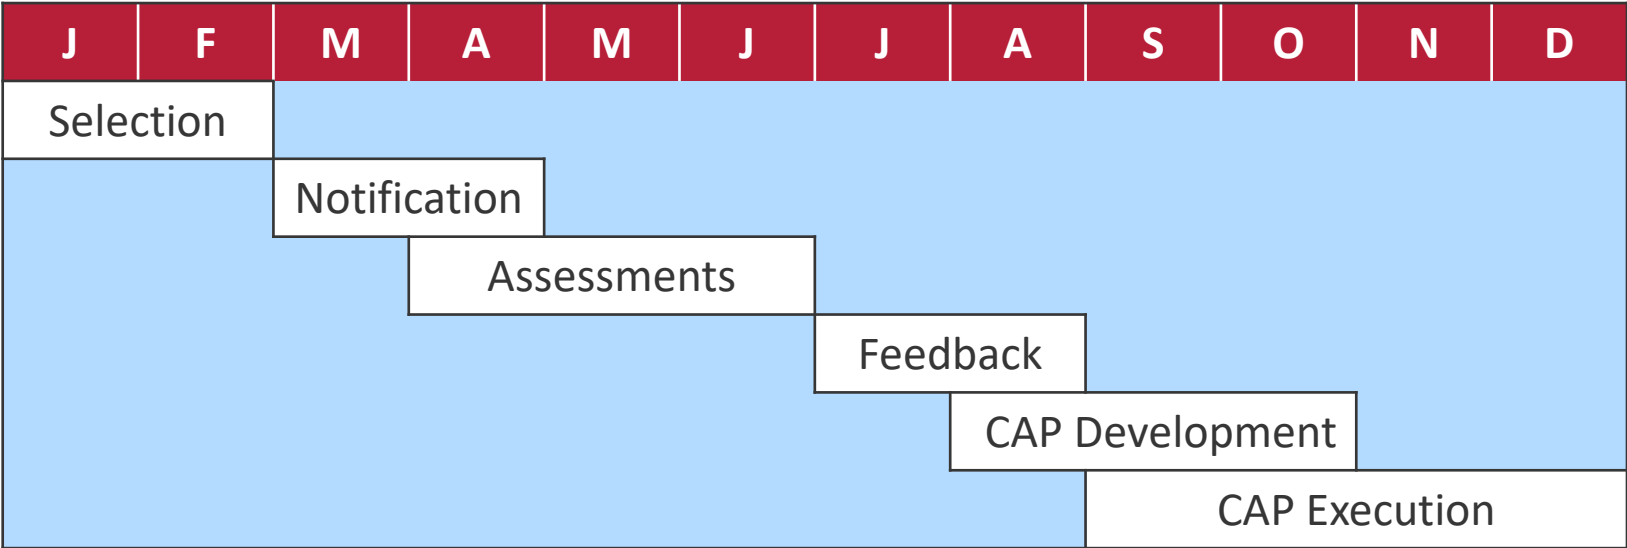 J F M A M J J A S O N D
Selection
Notification
Assessments
Feedback
CAP Development
CAP Execution